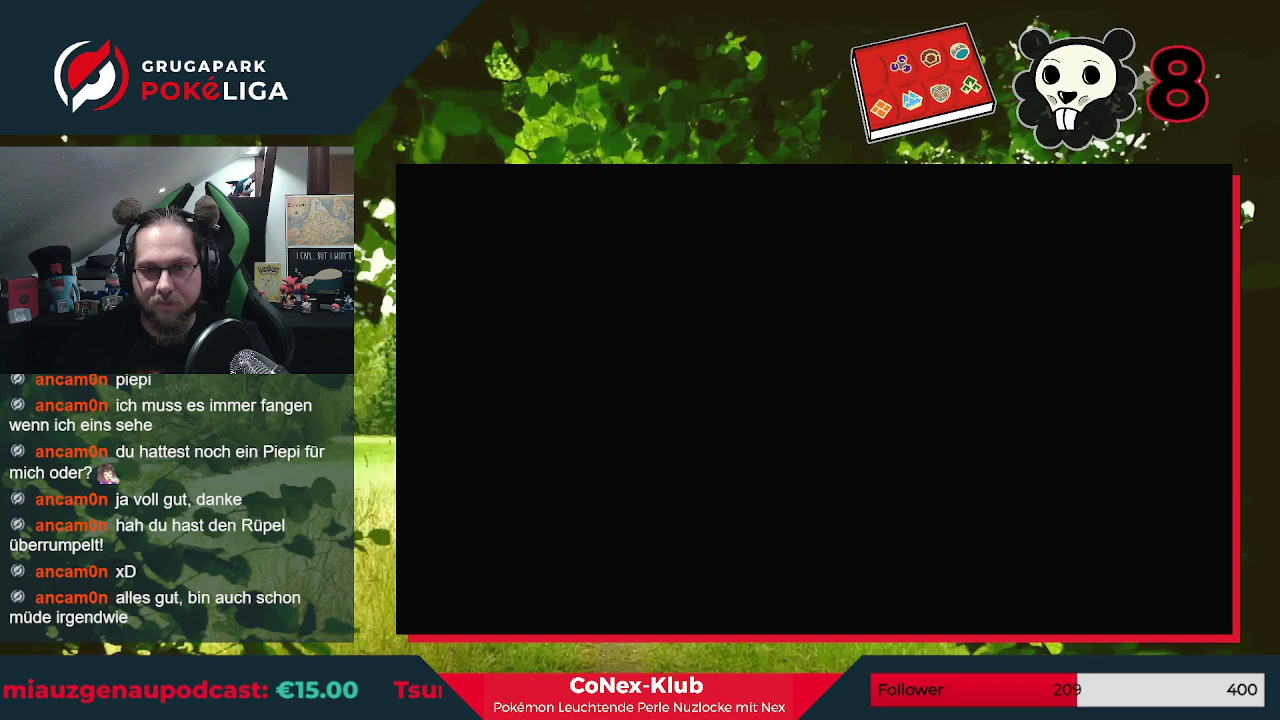 GRUGAPARK
POKéLIGA
8
I CAN.. BUT I WON'T
ancam0n piepi
ancam0n ich muss es immer fangen
wenn ich eins sehe
ancam0n du hattest noch ein Piepi für
mich oder?
ancam0n ja voll gut, danke
ancam0n hah du hast den Rüpel
überrumpelt!
ancam0n xD
ancam0n alles gut, bin auch schon
müde irgendwie
miauzgenaupodcast: €15.00
CoNex-Klub
Pokémon Leuchtende Perle Nuzlocke mit Nex
Follower 209 400